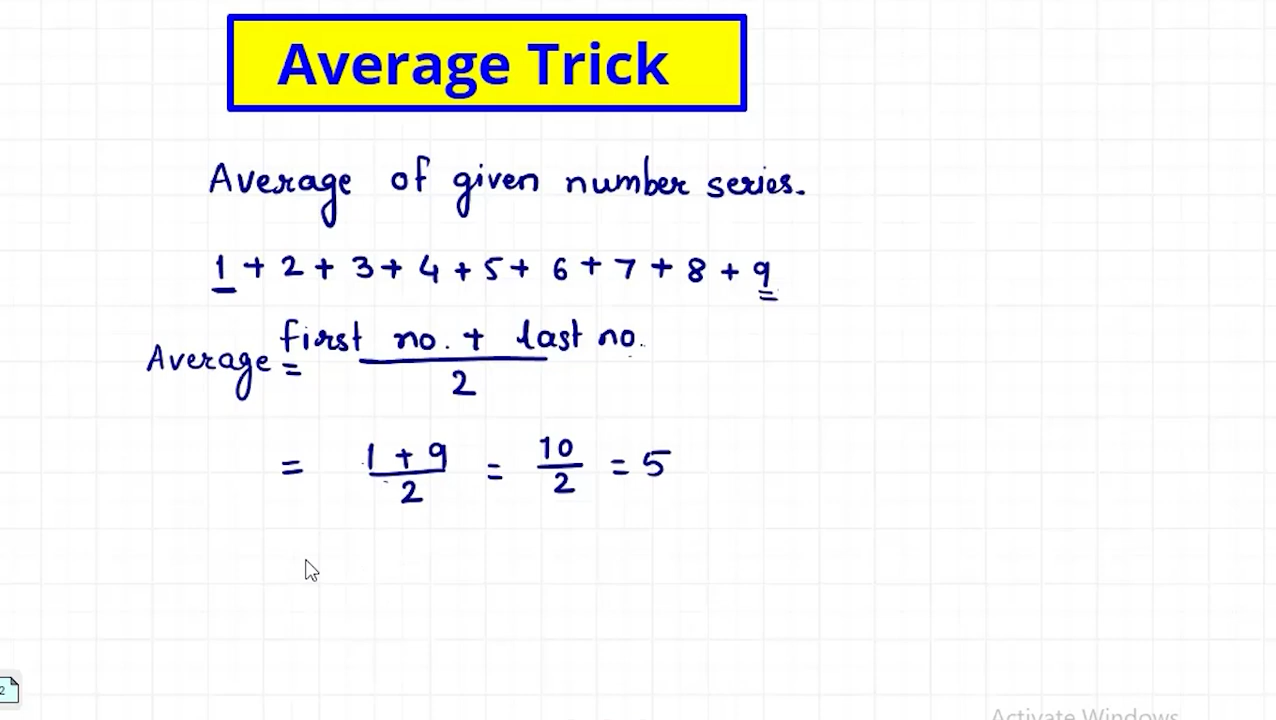 Average Trick
Average of given number series.
1 + 2 + 3 + 4 + 5 + 6 + 7 + 8 + 9
Average = first no. + last no. / 2
= 1 + 9 / 2 = 10 / 2 = 5
2
Activate Windows